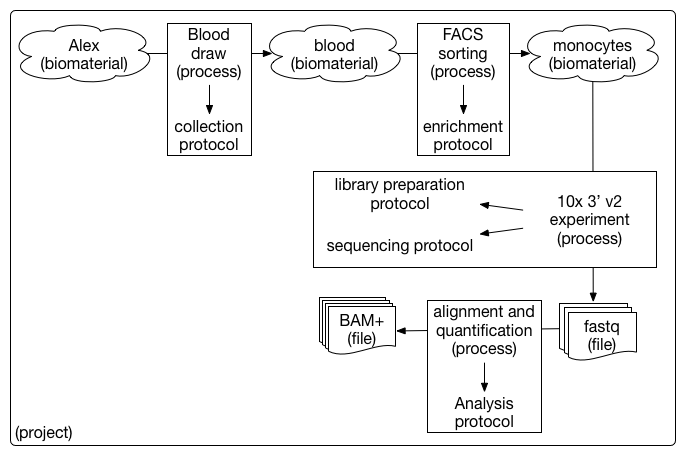 Alex
(biomaterial)
Blood
draw
(process)
collection
protocol
blood
(biomaterial)
FACS
sorting
(process)
enrichment
protocol
monocytes
(biomaterial)
library preparation
protocol
sequencing protocol
10x 3’ v2
experiment
(process)
BAM+
(file)
alignment and
quantification
(process)
Analysis
protocol
fastq
(file)
(project)